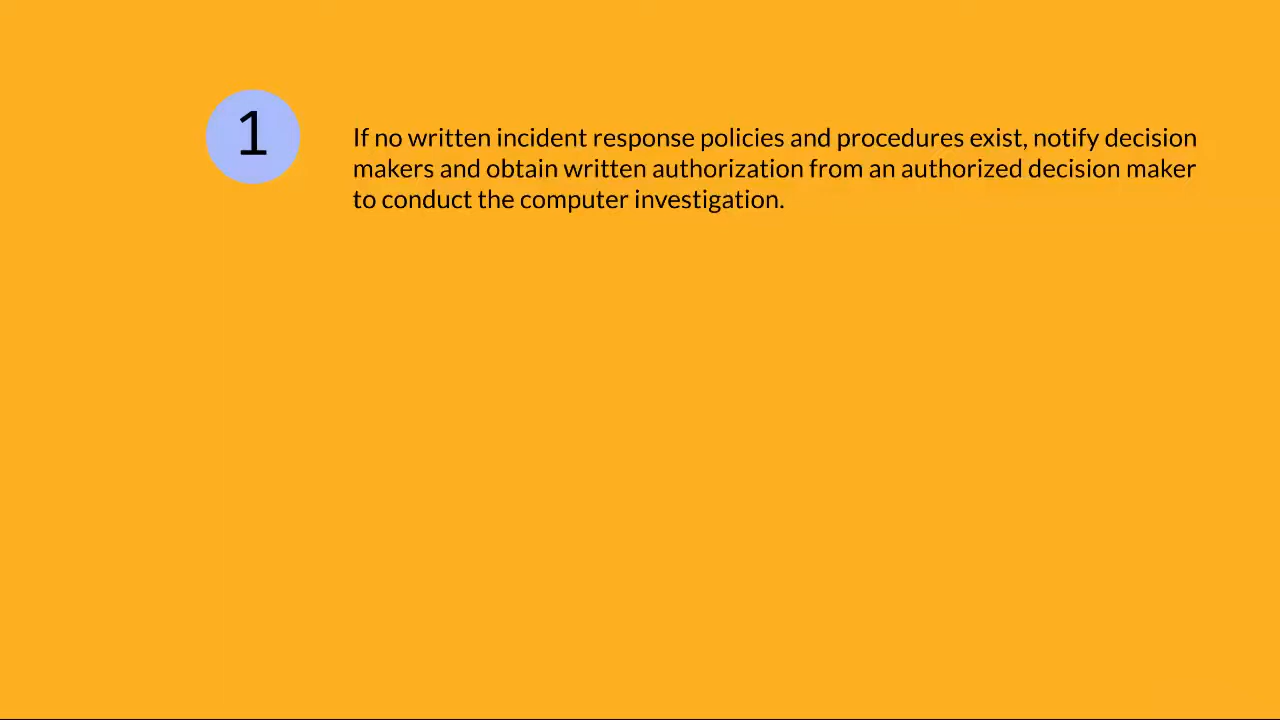 1
If no written incident response policies and procedures exist, notify decision
makers and obtain written authorization from an authorized decision maker
to conduct the computer investigation.